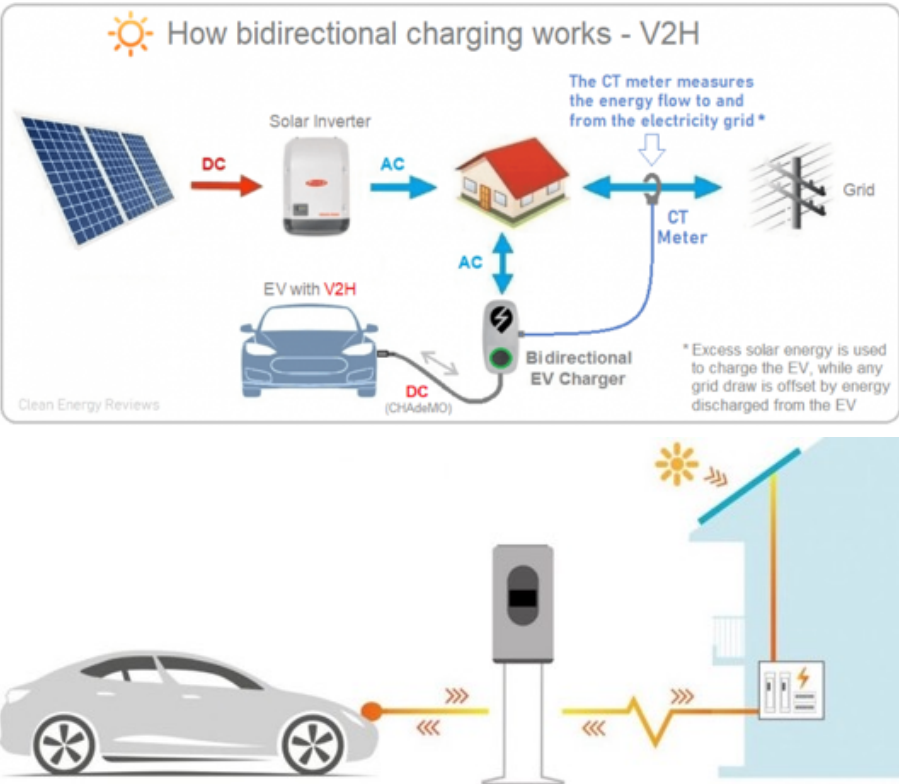 How bidirectional charging works - V2H
The CT meter measures
the energy flow to and
from the electricity grid *
Solar Inverter
DC
AC
Grid
CT
Meter
AC
EV with V2H
Bidirectional
EV Charger
DC
(CHAdeMO)
* Excess solar energy is used
to charge the EV, while any
grid draw is offset by energy
discharged from the EV
Clean Energy Reviews